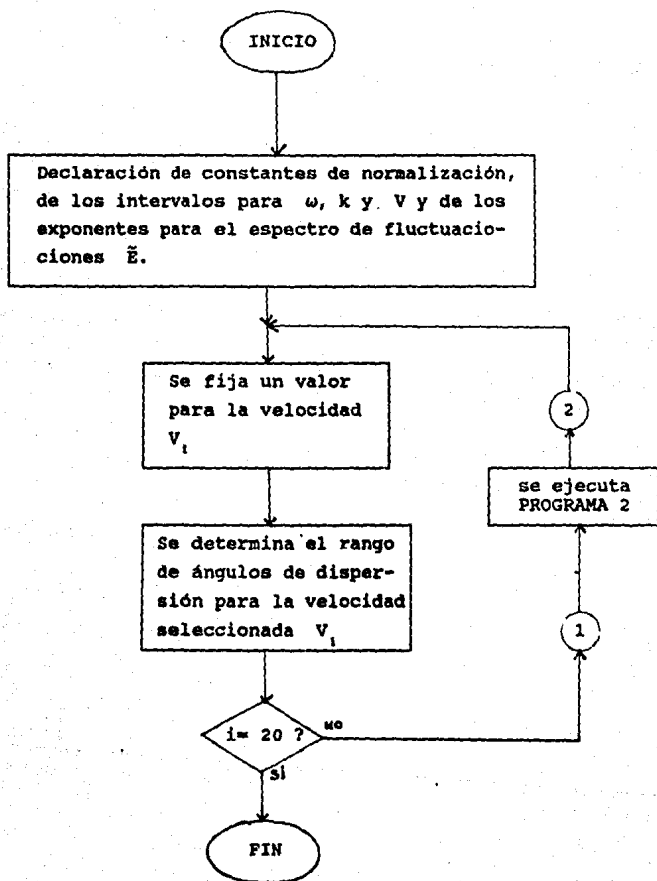 INICIO
Declaración de constantes de normalización,
de los intervalos para ω, k y V y de los
exponentes para el espectro de fluctuacio-
ciones Ẽ.
Se fija un valor
para la velocidad
V_i
2
se ejecuta
PROGRAMA 2
Se determina el rango
de ángulos de disper-
sión para la velocidad
seleccionada V_i
1
i= 20 ?
no
si
FIN